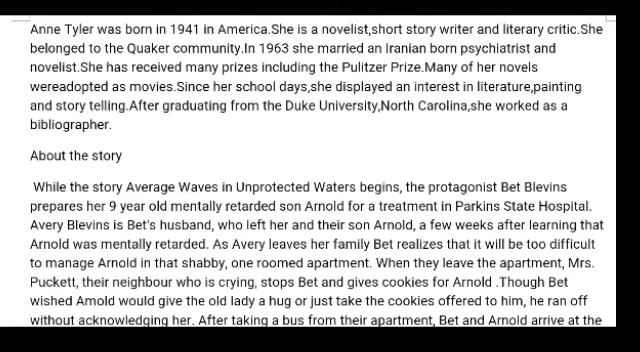 Anne Tyler was born in 1941 in America.She is a novelist,short story writer and literary critic.She
belonged to the Quaker community.In 1963 she married an Iranian born psychiatrist and
novelist.She has received many prizes including the Pulitzer Prize.Many of her novels
wereadopted as movies.Since her school days,she displayed an interest in literature,painting
and story telling.After graduating from the Duke University,North Carolina,she worked as a
bibliographer.
About the story
While the story Average Waves in Unprotected Waters begins, the protagonist Bet Blevins
prepares her 9 year old mentally retarded son Arnold for a treatment in Parkins State Hospital.
Avery Blevins is Bet's husband, who left her and their son Arnold, a few weeks after learning that
Arnold was mentally retarded. As Avery leaves her family Bet realizes that it will be too difficult
to manage Arnold in that shabby, one roomed apartment. When they leave the apartment, Mrs.
Puckett, their neighbour who is crying, stops Bet and gives cookies for Arnold .Though Bet
wished Amold would give the old lady a hug or just take the cookies offered to him, he ran off
without acknowledging her. After taking a bus from their apartment, Bet and Arnold arrive at the